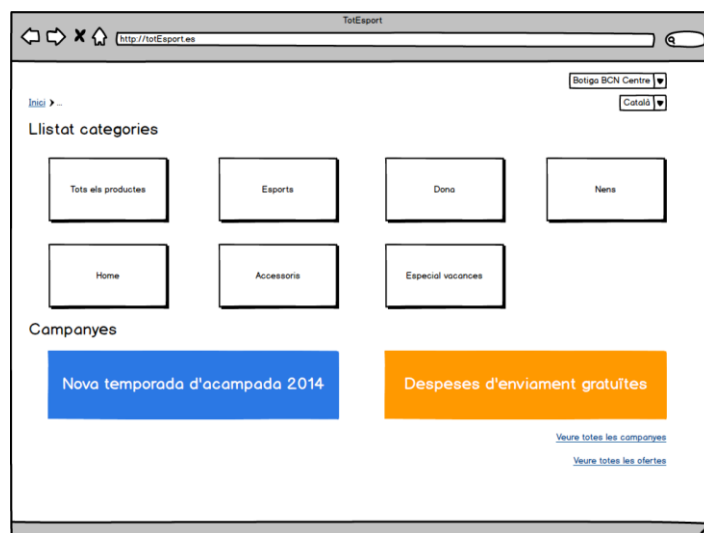 TotEsport
http://totEsport.es
Botiga BCN Centre
Inici > ...
Català
Llistat categories
Tots els productes
Esports
Dona
Nens
Home
Accessoris
Especial vacances
Campanyes
Nova temporada d'acampada 2014
Despeses d'enviament gratuïtes
Veure totes les campanyes
Veure totes les ofertes